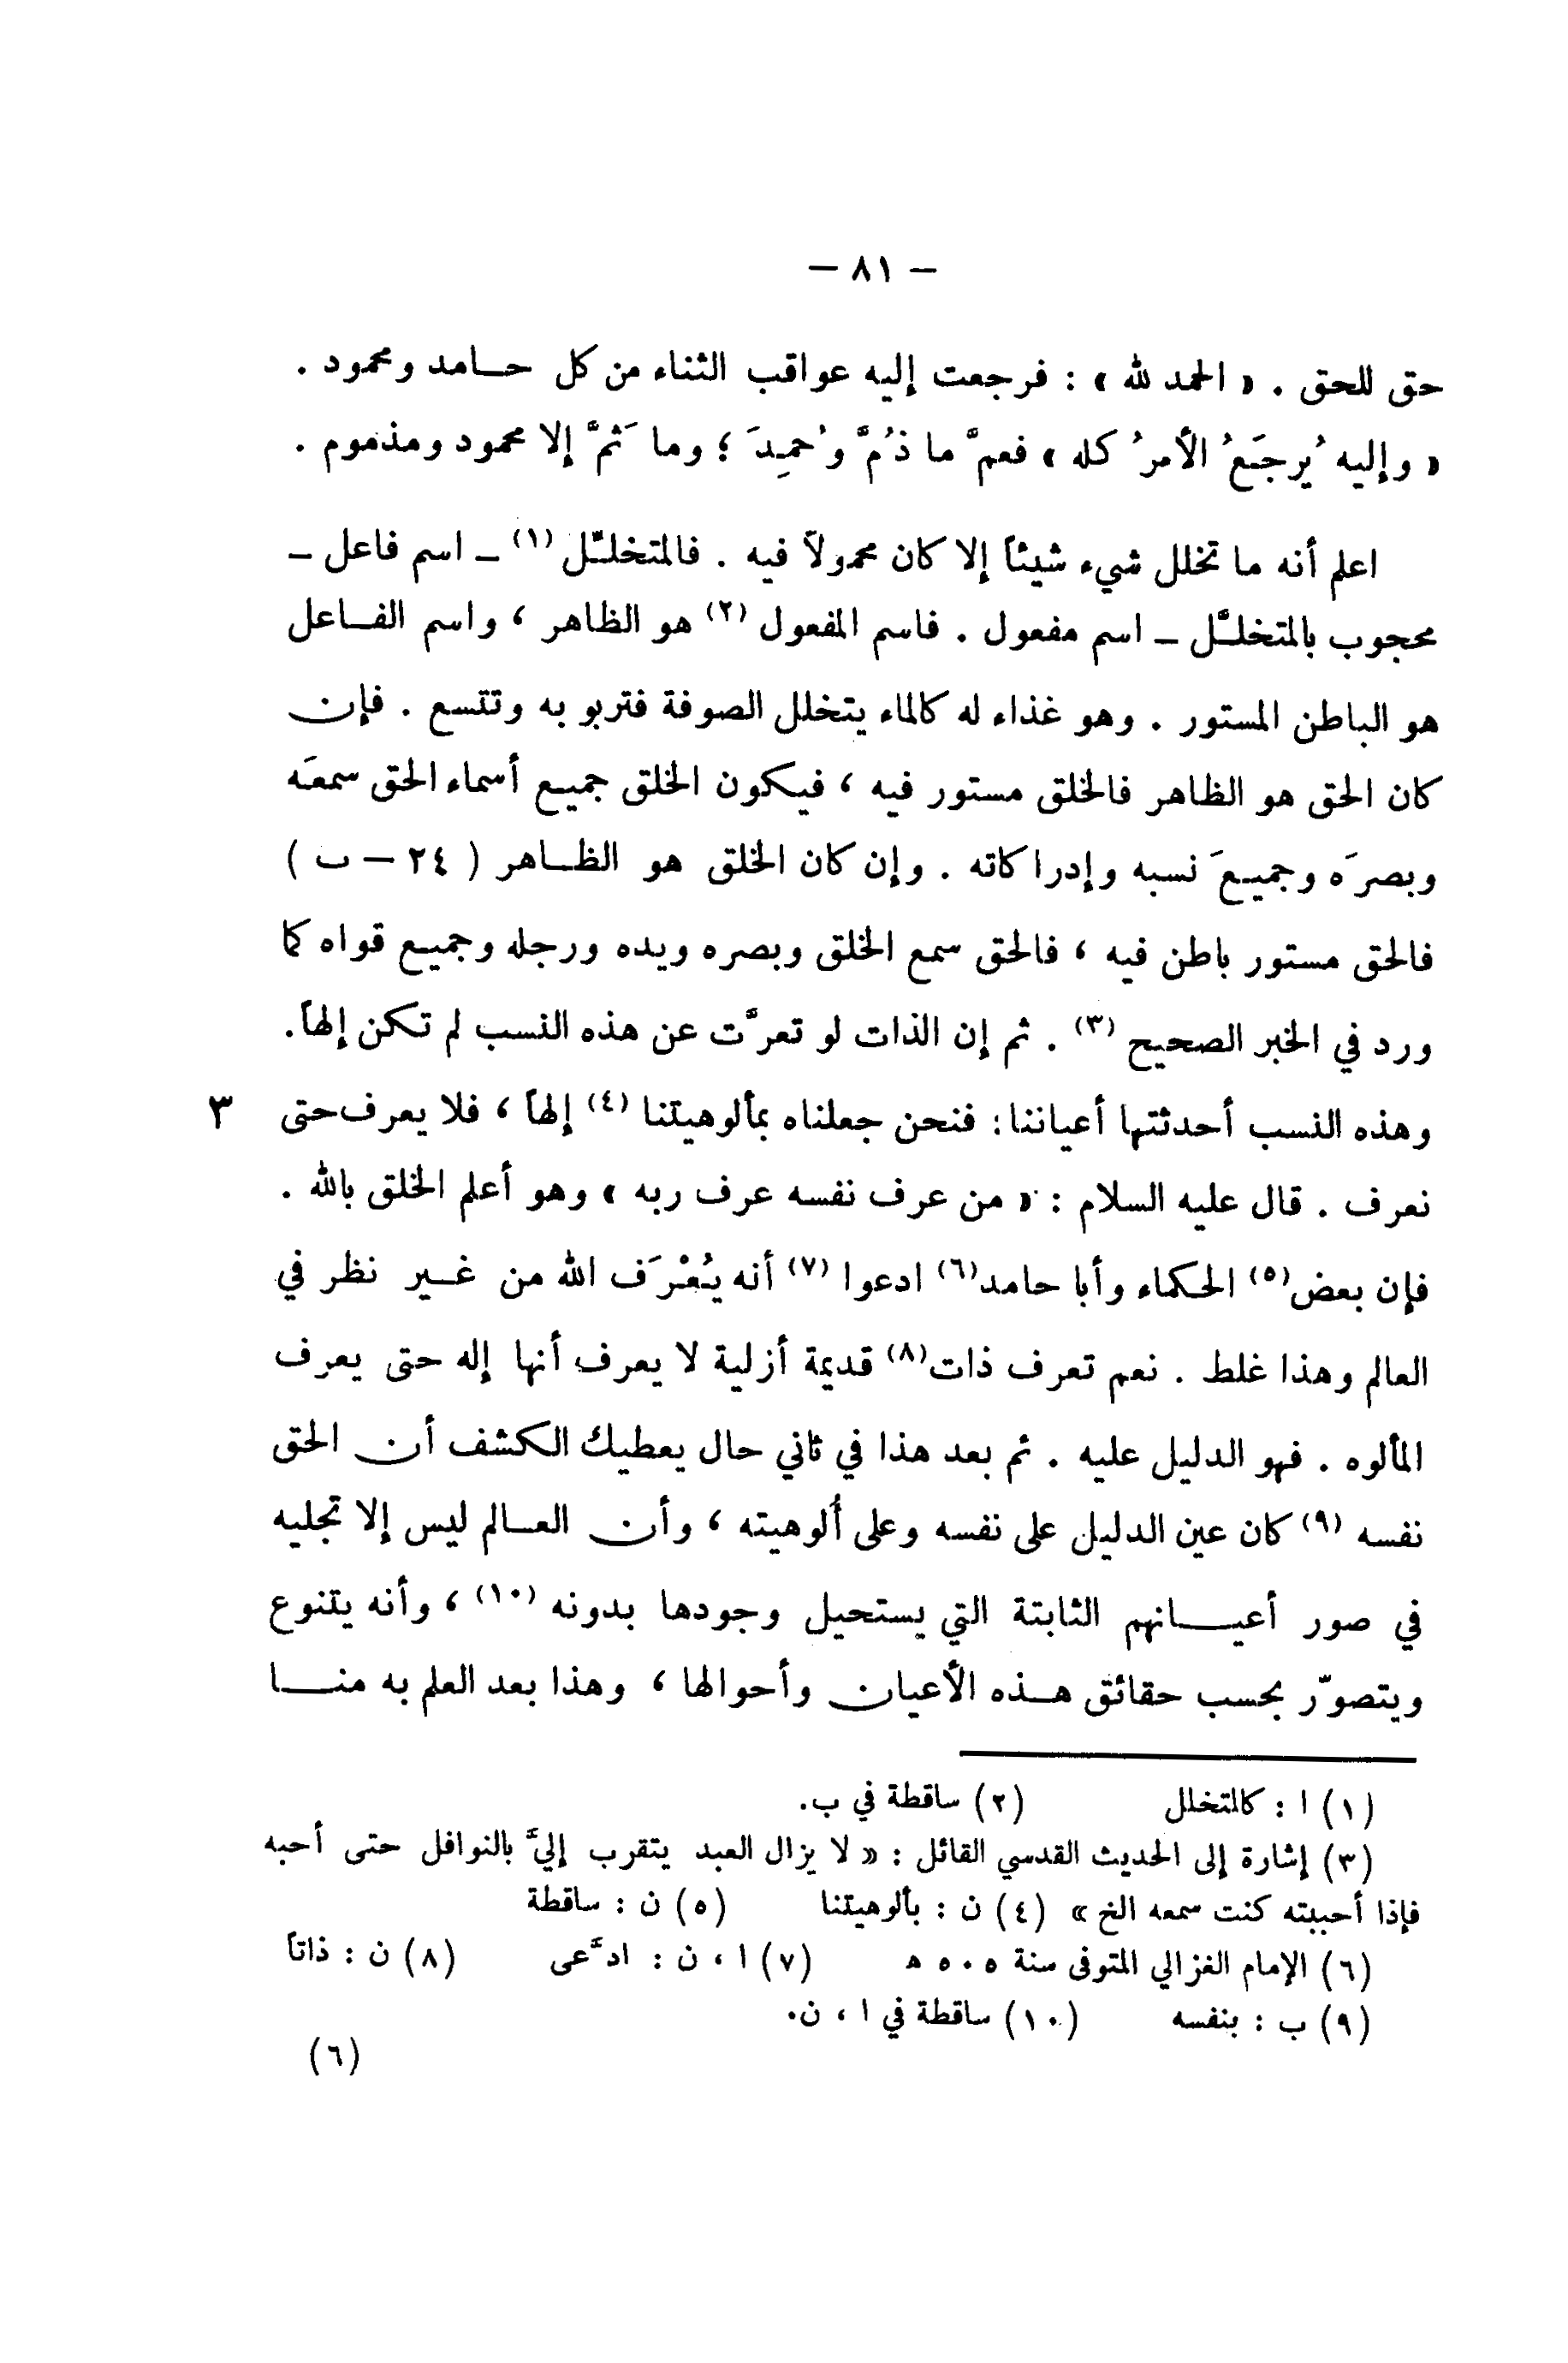 — ٨١ —
حق للحق . « الحمد لله » : فرجعت إليه عواقب الثناء من كل حـامد ومحمود .
« وإليه يُرجَعُ الأمرُ كله » فعمَّ ما ذُمَّ وحُمِدَ ؛ وما ثَمَّ إلا محمود ومذموم .
اعلم أنه ما تخلل شيء شيئاً إلا كان محمولاً فيه . فالمتخلِّل (١) ـ اسم فاعل ـ
محجوب بالمتخلَّل ـ اسم مفعول . فاسم المفعول (٢) هو الظاهر ، واسم الفـاعل
هو الباطن المستور . وهو غذاء له كالماء يتخلل الصوفة فتربو به وتتسع . فإن
كان الحق هو الظاهر فالخلق مستور فيه ، فيكون الخلق جميع أسماء الحق سمعَه
وبصرَه وجميعَ نسبه وإدراكاته . وإن كان الخلق هو الظـاهر ( ٢٤ — ب )
فالحق مستور باطن فيه ، فالحق سمع الخلق وبصره ويده ورجله وجميع قواه كما
ورد في الخبر الصحيح (٣) . ثم إن الذات لو تعرَّت عن هذه النسب لم تكن إلهاً.
وهذه النسب أحدثتها أعياننا : فنحن جعلناه بمألوهيتنا (٤) إلهاً ، فلا يعرف حتى ٣
نعرف . قال عليه السلام : « من عرف نفسه عرف ربه » وهو أعلم الخلق بالله .
فإن بعض(٥) الحكماء وأبا حامد(٦) ادعوا (٧) أنه يُعْرَف الله من غـير نظر في
العالم وهذا غلط . نعم تعرف ذات(٨) قديمة أزلية لا يعرف أنها إله حتى يعرف
المألوه . فهو الدليل عليه . ثم بعد هذا في ثاني حال يعطيك الكشف أن الحق
نفسه (٩) كان عين الدليل على نفسه وعلى أُلوهيته ، وأن العـالم ليس إلا تجليه
في صور أعيـــانهم الثابتة التي يستحيل وجودها بدونه (١٠) ، وأنه يتنوع
ويتصوّر بحسب حقائق هـذه الأعيان وأحوالها ، وهذا بعد العلم به منـــا
(١) ا : كالمتخلل (٢) ساقطة في ب.
(٣) إشارة إلى الحديث القدسي القائل : « لا يزال العبد يتقرب إليَّ بالنوافل حتى أحبه
فإذا أحببته كنت سمعه الخ » (٤) ن : بألوهيتنا (٥) ن : ساقطة
(٦) الإمام الغزالي المتوفى سنة ٥٠٥ ه (٧) ا ، ن : ادَّعى (٨) ن : ذاتاً
(٩) ب : بنفسه (١٠) ساقطة في ا ، ن.
(٦)